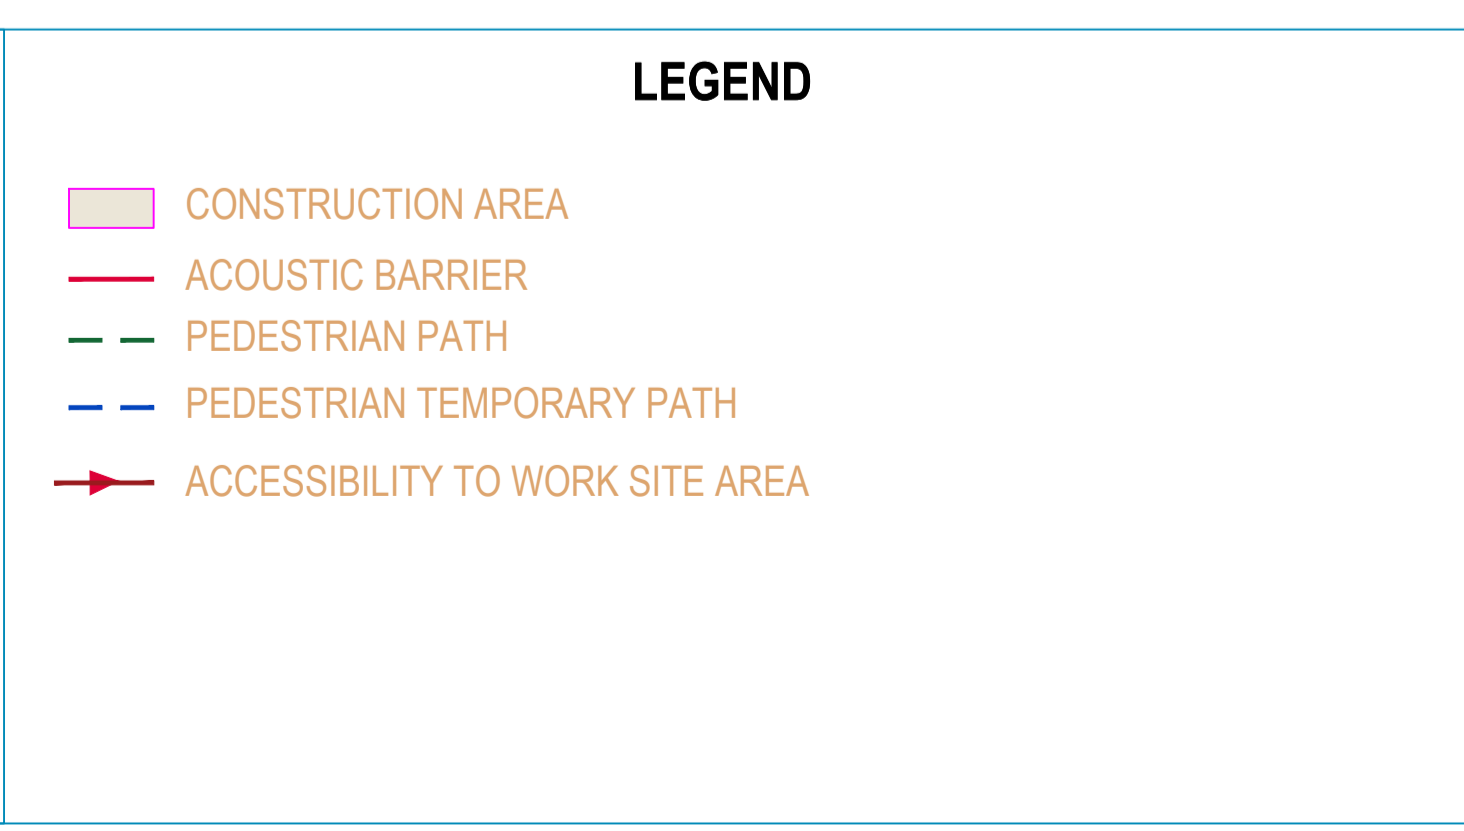 LEGEND
CONSTRUCTION AREA
ACOUSTIC BARRIER
PEDESTRIAN PATH
PEDESTRIAN TEMPORARY PATH
ACCESSIBILITY TO WORK SITE AREA